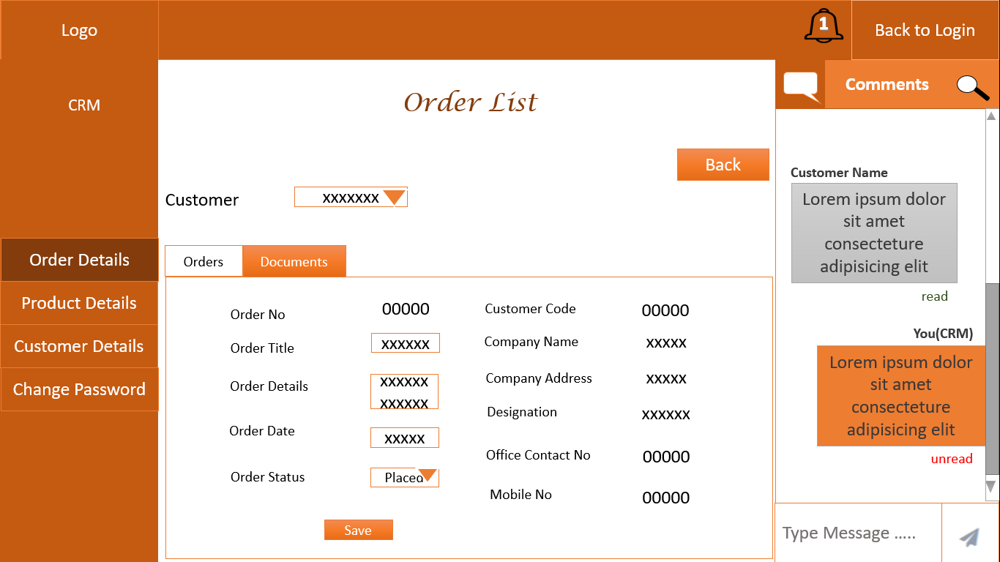 Logo
1
Back to Login
CRM
Order List
Comments
Back
Customer
xxxxxxx
Customer Name
Lorem ipsum dolor
sit amet
consecteture
adipisicing elit
read
Order Details
Product Details
Customer Details
Change Password
Orders
Documents
Order No
00000
Customer Code
00000
Order Title
xxxxxx
Company Name
xxxxx
Order Details
xxxxxx
xxxxxx
Company Address
xxxxx
Designation
xxxxxx
Order Date
xxxxx
Office Contact No
00000
Order Status
Placed
Mobile No
00000
Save
You(CRM)
Lorem ipsum dolor
sit amet
consecteture
adipisicing elit
unread
Type Message .....